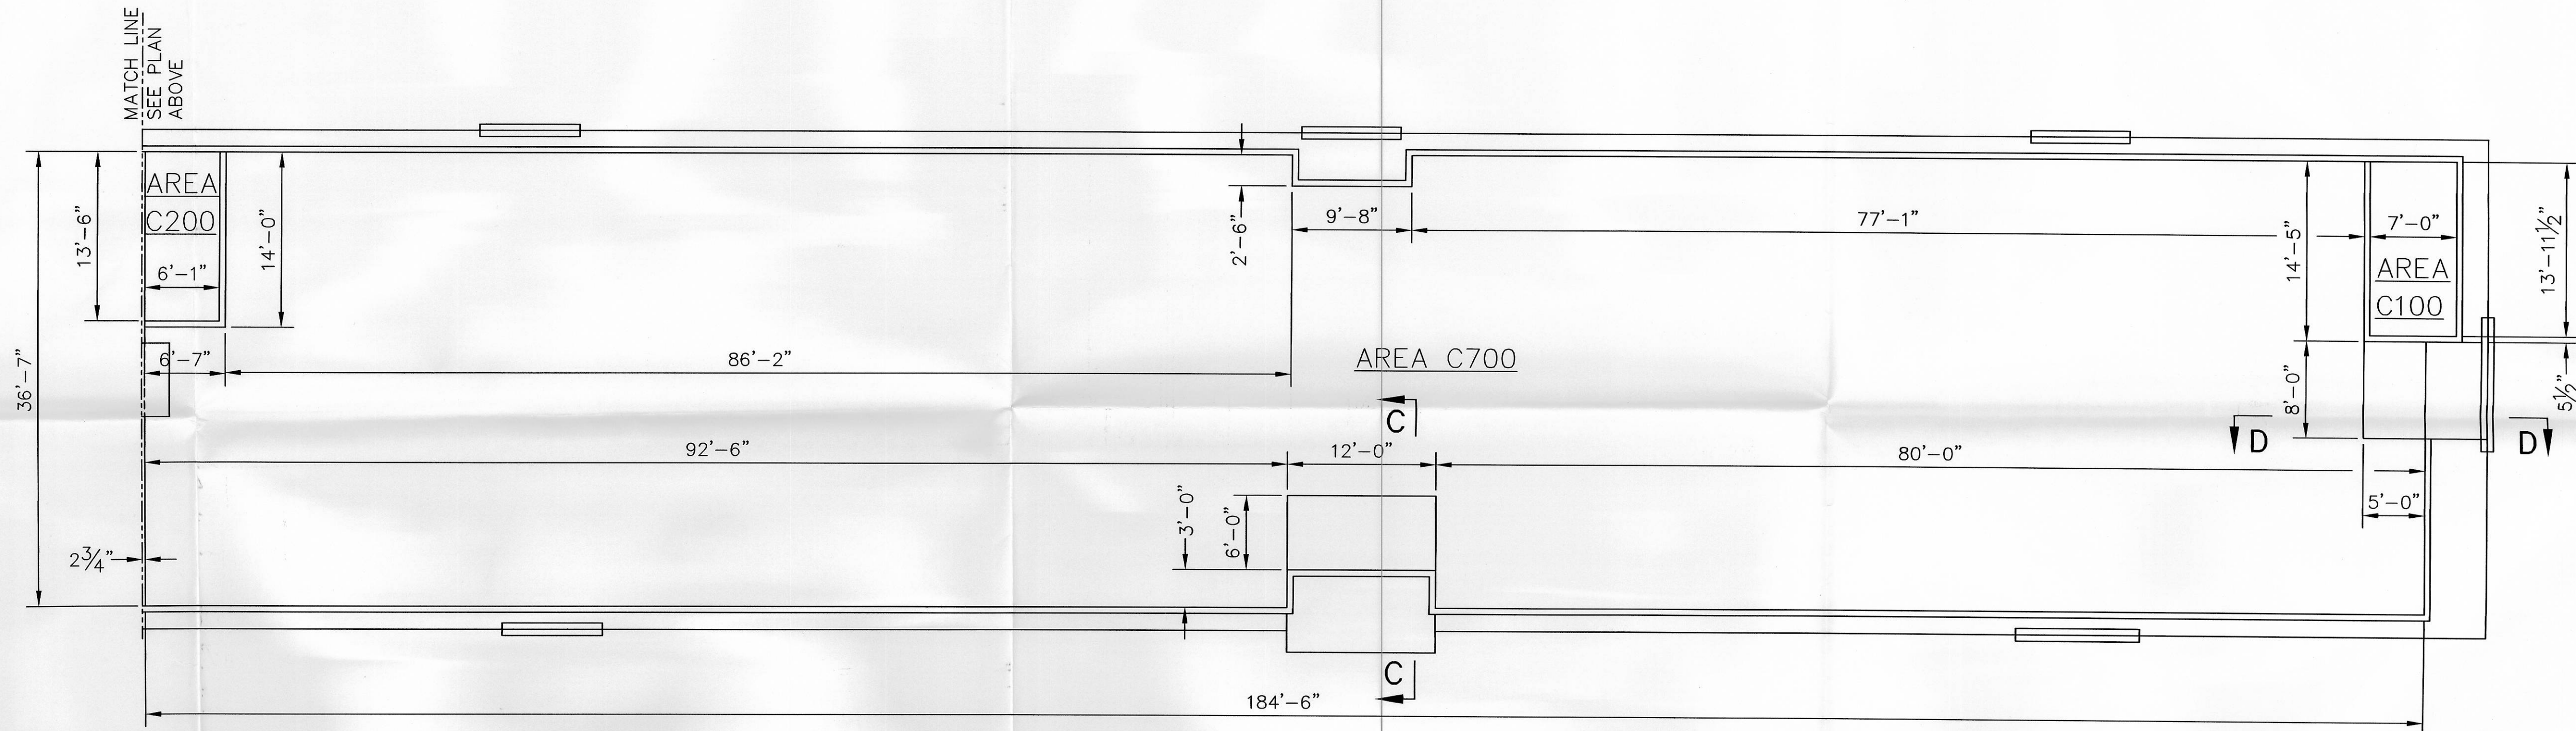 MATCH LINE
SEE PLAN
ABOVE
AREA
C200
13'-6"
14'-0"
6'-1"
36'-7"
6'-7"
86'-2"
2'-6"
9'-8"
77'-1"
14'-5"
7'-0"
AREA
C100
13'-11½"
5½"
8'-0"
AREA C700
C
D
D
92'-6"
12'-0"
80'-0"
5'-0"
3'-0"
6'-0"
2¾"
C
184'-6"